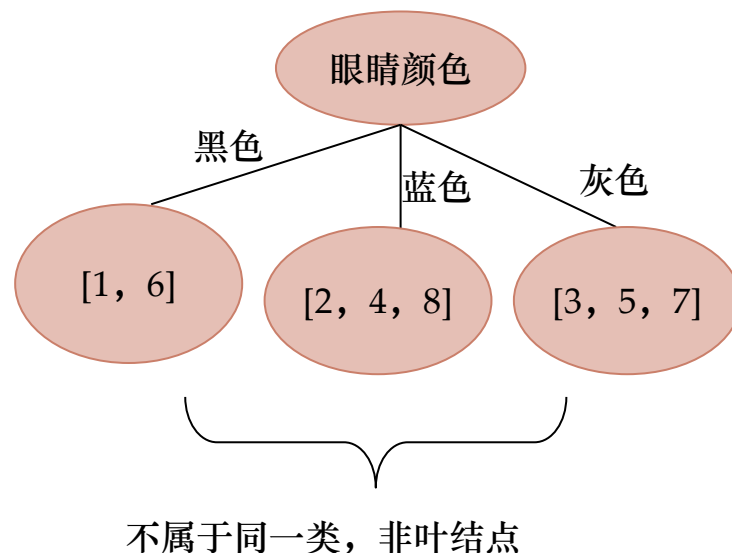 眼睛颜色
黑色
蓝色
灰色
[1，6]
[2，4，8]
[3，5，7]
不属于同一类，非叶结点